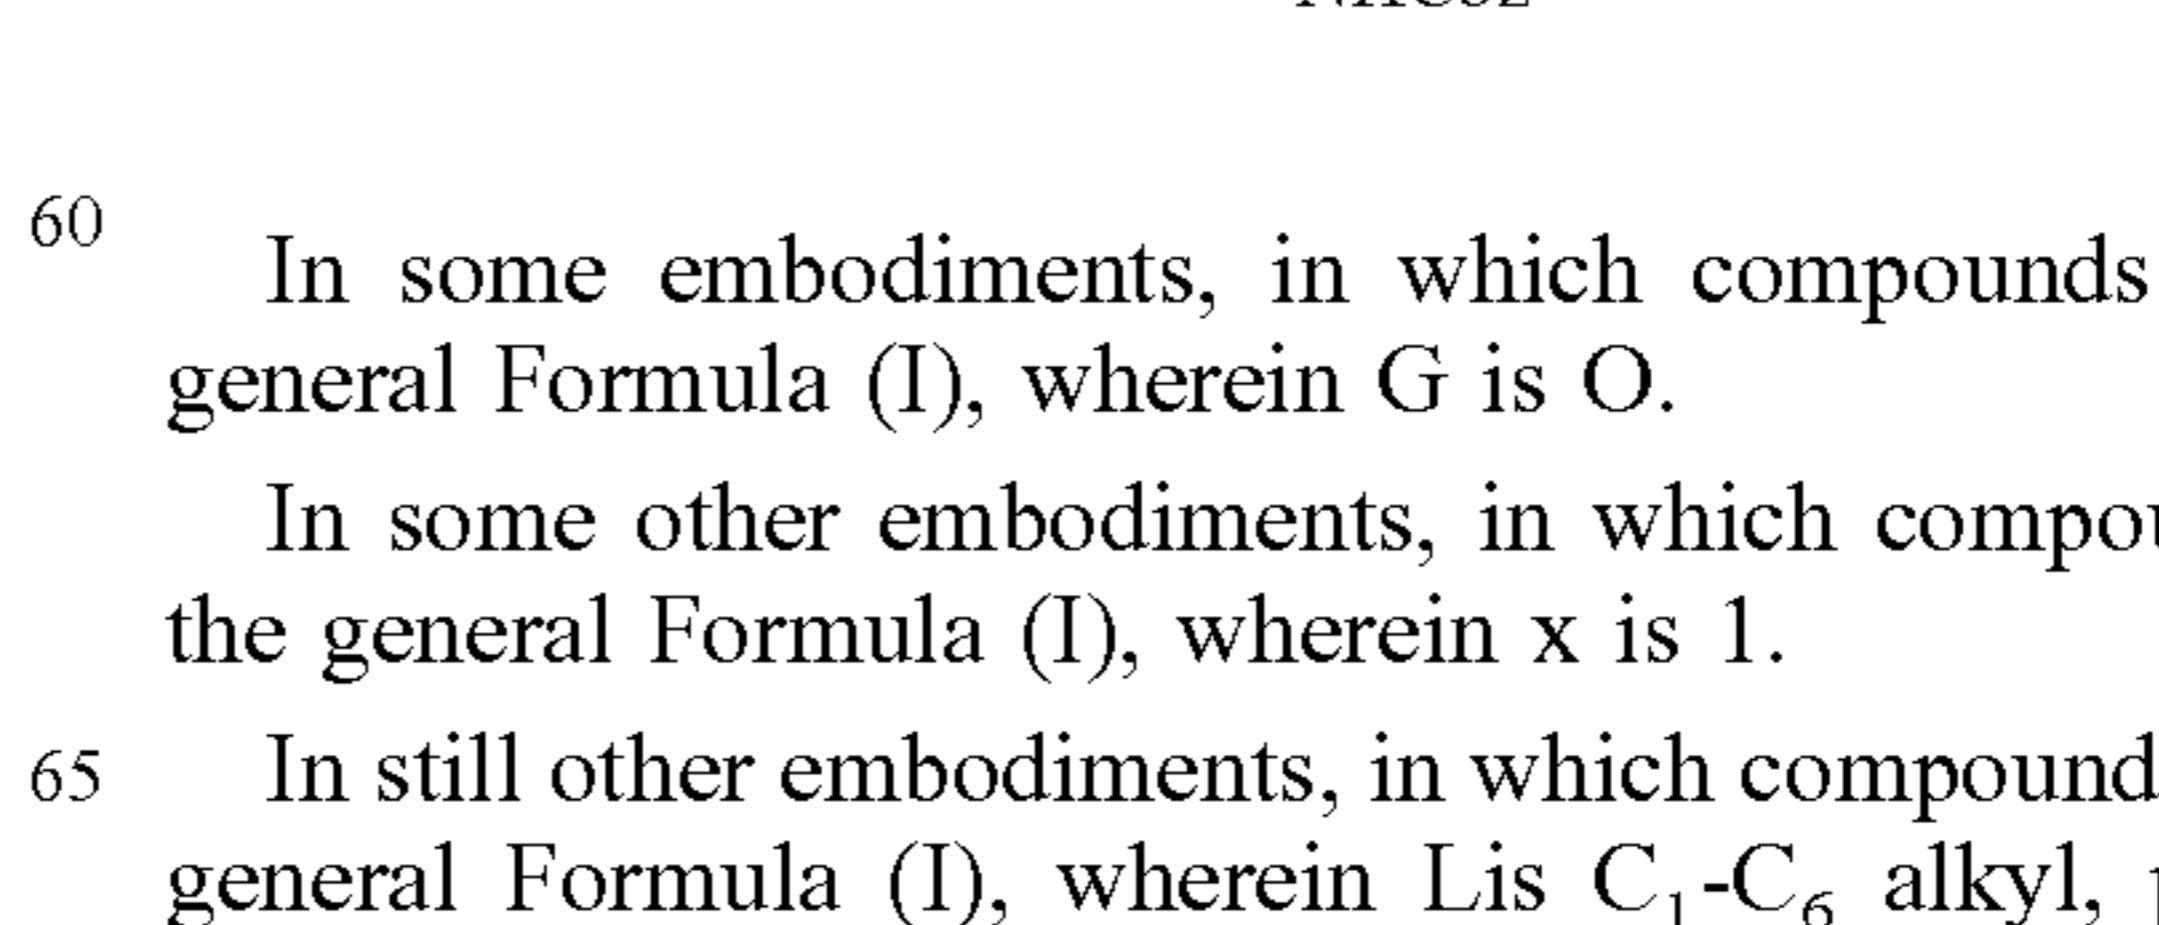 60
In some embodiments, in which compounds
general Formula (I), wherein G is O.
In some other embodiments, in which
the general Formula (I), wherein x is 1.
65 In still other embodiments, in which compound
general Formula (I), wherein Lis C₁-C₆ alkyl,